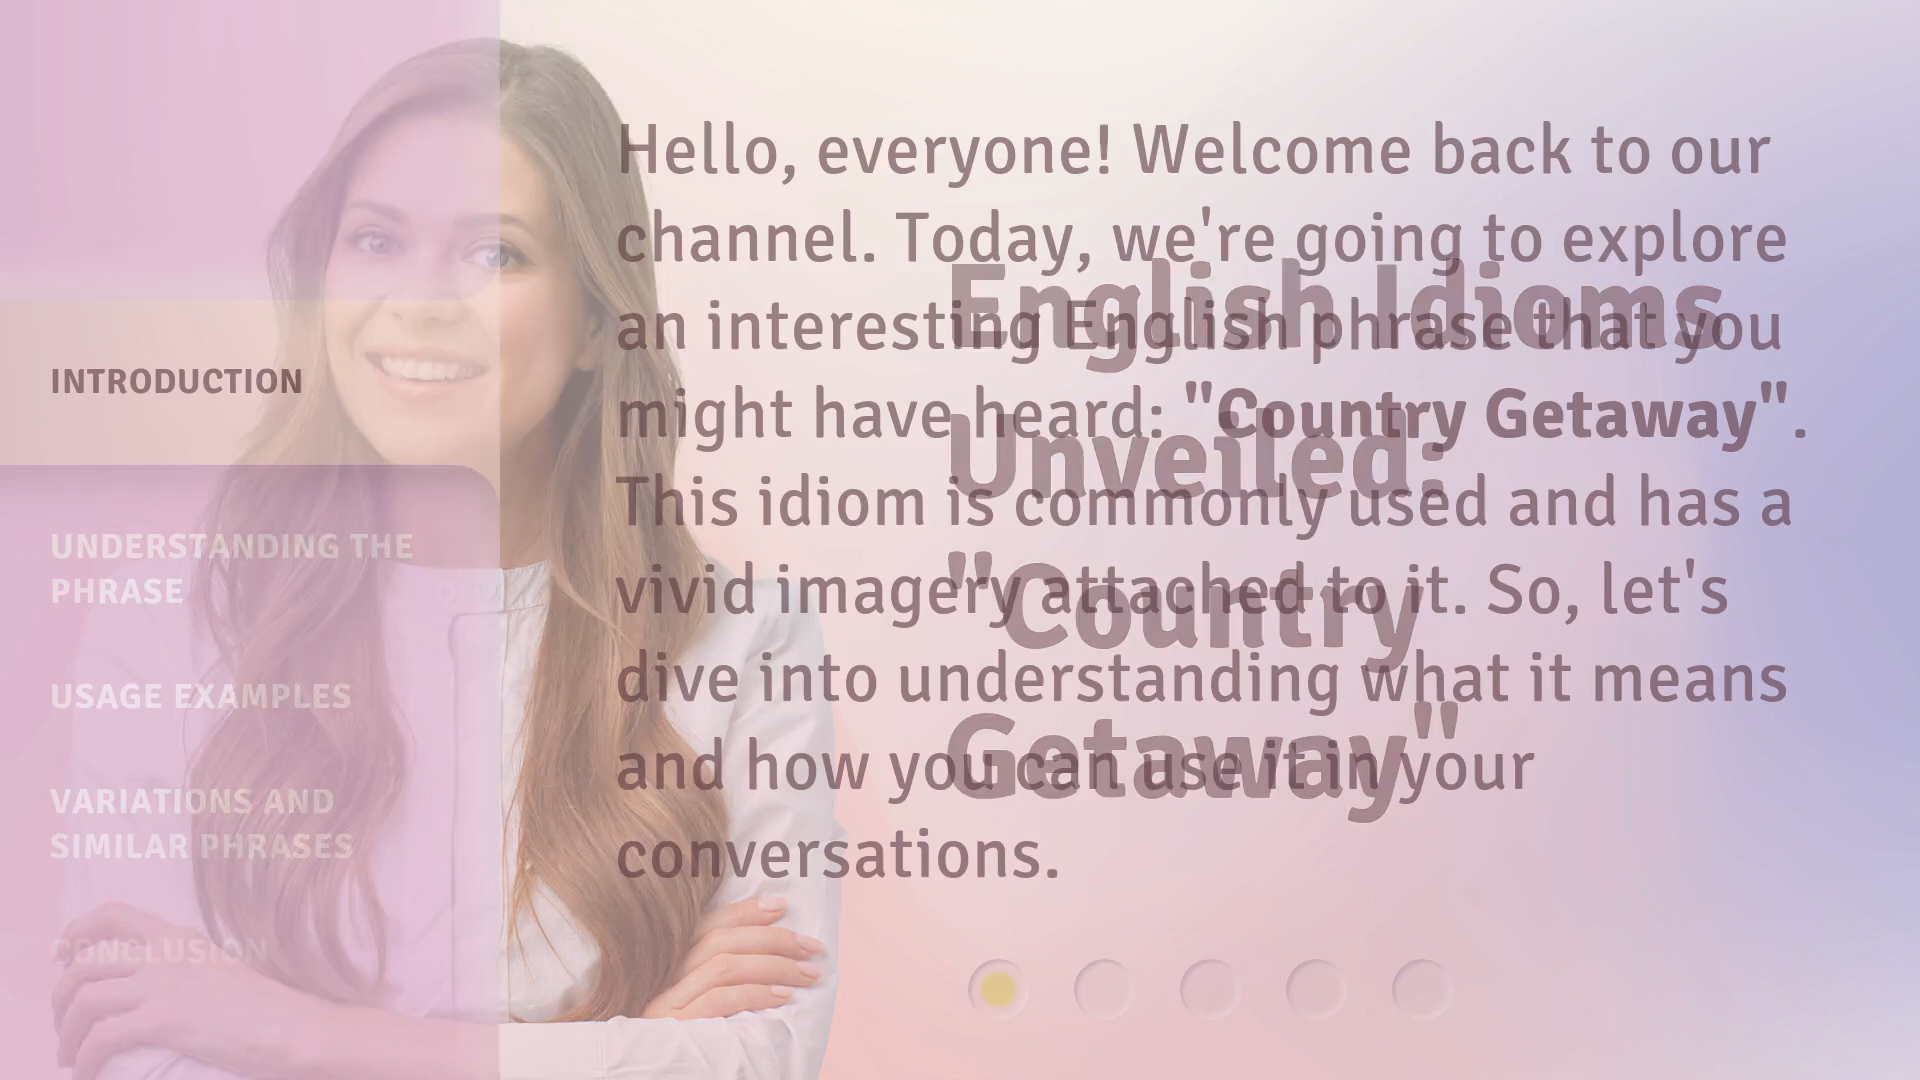 INTRODUCTION
UNDERSTANDING THE
PHRASE
USAGE EXAMPLES
VARIATIONS AND
SIMILAR PHRASES
CONCLUSION
Hello, everyone! Welcome back to our
channel. Today, we're going to explore
an interesting English phrase that you
might have heard: "Country Getaway".
This idiom is commonly used and has a
vivid imagery attached to it. So, let's
dive into understanding what it means
and how you can use it in your
conversations.
English Idioms
Unveiled:
"Country
Getaway"